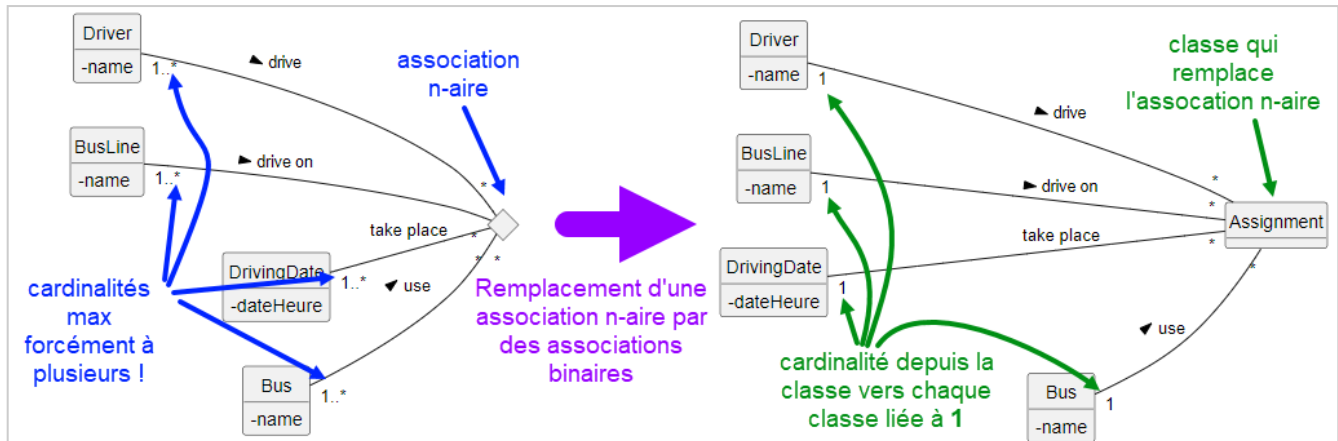 Driver
-name
1..*
► drive
association
n-aire
BusLine
-name
1..*
► drive on
*
*
take place
*
*
DrivingDate
-dateHeure
1..*
◄ use
cardinalités
max
forcément à
plusieurs !
Bus
-name
1..*
Remplacement d'une
association n-aire par
des associations
binaires
Driver
-name
1
► drive
classe qui
remplace
l'assocation n-aire
BusLine
-name
1
► drive on
*
*
Assignment
take place
*
*
DrivingDate
-dateHeure
1
◄ use
cardinalité depuis la
classe vers chaque
classe liée à 1
Bus
-name
1